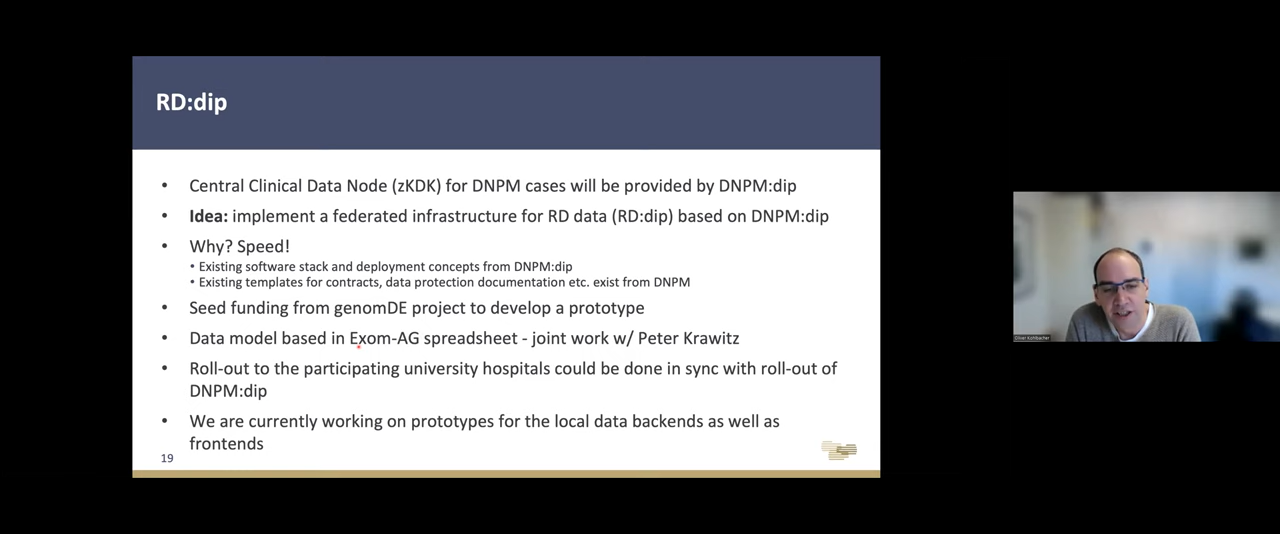 RD:dip
• Central Clinical Data Node (zKDK) for DNPM cases will be provided by DNPM:dip
• Idea: implement a federated infrastructure for RD data (RD:dip) based on DNPM:dip
• Why? Speed!
• Existing software stack and deployment concepts from DNPM:dip
• Existing templates for contracts, data protection documentation etc. exist from DNPM
• Seed funding from genomDE project to develop a prototype
• Data model based in Exom-AG spreadsheet - joint work w/ Peter Krawitz
• Roll-out to the participating university hospitals could be done in sync with roll-out of
DNPM:dip
• We are currently working on prototypes for the local data backends as well as
frontends
19
Oliver Kohlbacher